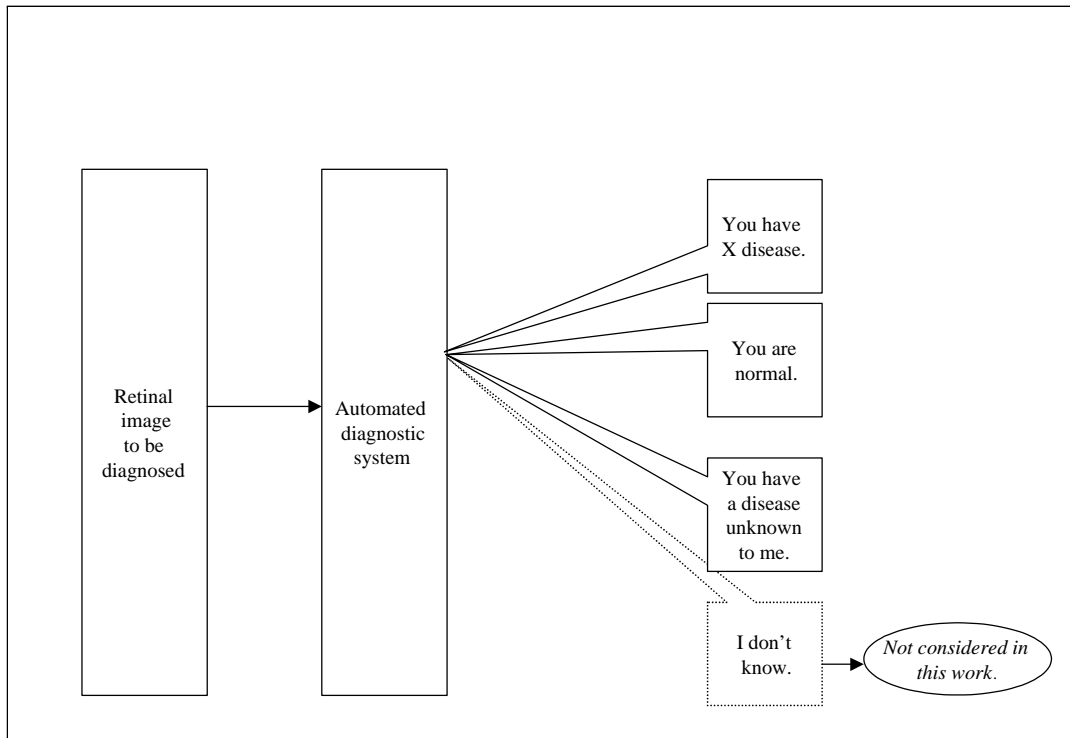 Retinal
image
to be
diagnosed
Automated
diagnostic
system
You have
X disease.
You are
normal.
You have
a disease
unknown
to me.
I don’t
know.
Not considered in
this work.